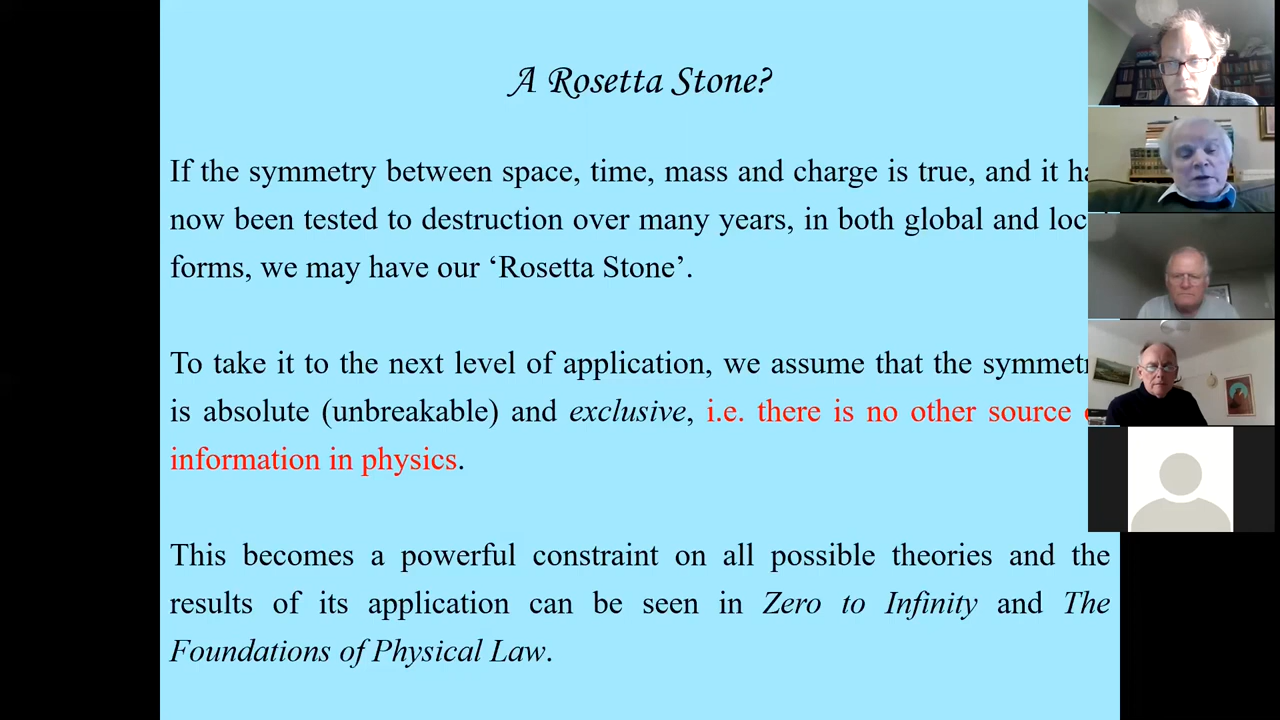 A Rosetta Stone?
If the symmetry between space, time, mass and charge is true, and it
now been tested to destruction over many years, in both global and
forms, we may have our ‘Rosetta Stone’.
To take it to the next level of application, we assume that the
is absolute (unbreakable) and exclusive, i.e. there is no other source
information in physics.
This becomes a powerful constraint on all possible theories and the
results of its application can be seen in Zero to Infinity and The
Foundations of Physical Law.